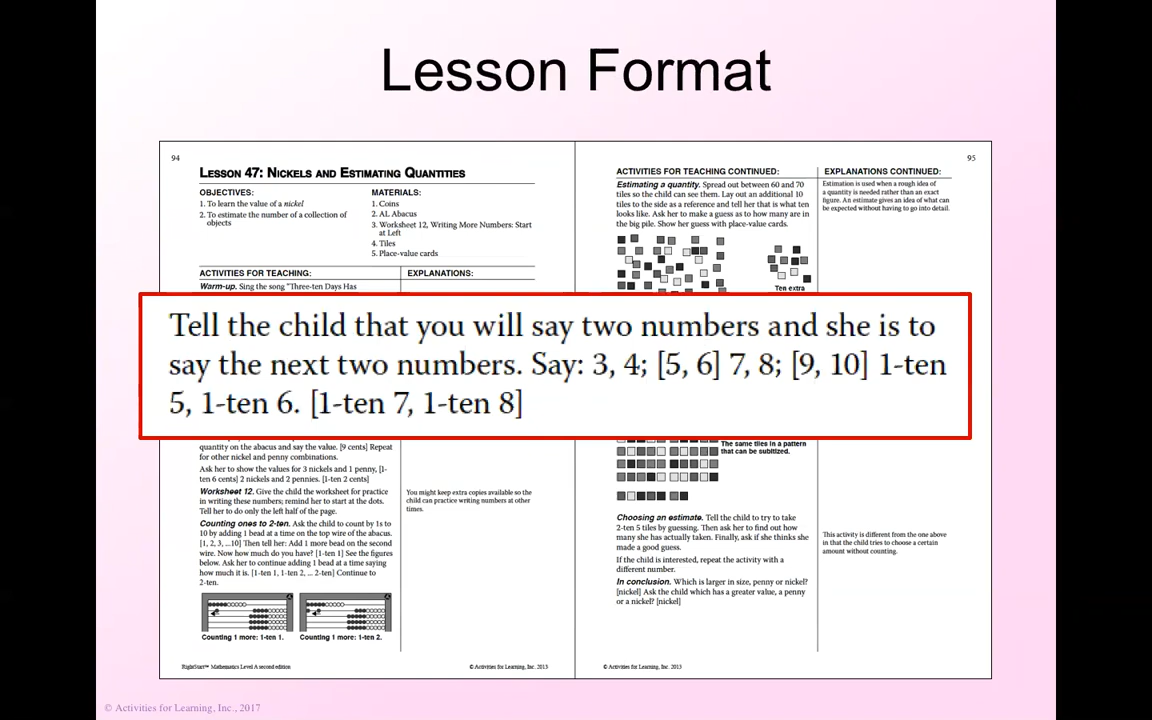 Lesson Format
94
LESSON 47: NICKELS AND ESTIMATING QUANTITIES
OBJECTIVES:
1. To learn the value of a nickel
2. To estimate the number of a collection of
objects
MATERIALS:
1. Coins
2. AL Abacus
3. Worksheet 12, Writing More Numbers: Start
at Left
4. Tiles
5. Place-value cards
ACTIVITIES FOR TEACHING:
EXPLANATIONS:
Warm-up. Sing the song "Three-ten Days Has
Tell the child that you will say two numbers and she is to
say the next two numbers. Say: 3, 4; [5, 6] 7, 8; [9, 10] 1-ten
5, 1-ten 6. [1-ten 7, 1-ten 8]
quantity on the abacus and say the value. [9 cents] Repeat
for other nickel and penny combinations.
Ask her to show the values for 3 nickels and 1 penny, [1-
ten 6 cents] 2 nickels and 2 pennies. [1-ten 2 cents]
Worksheet 12. Give the child the worksheet for practice
in writing these numbers; remind her to start at the dots.
Tell her to do only the left half of the page.
You might keep extra copies available so the
child can practice writing numbers at other
times.
Counting ones to 2-ten. Ask the child to count by 1s to
10 by adding 1 bead at a time on the top wire of the abacus.
[1, 2, 3, ...10] Then tell her: Add 1 more bead on the second
wire. Now how much do you have? [1-ten 1] See the figures
below. Ask her to continue adding 1 bead at a time saying
how much it is. [1-ten 1, 1-ten 2, ... 2-ten] Continue to
2-ten.
Counting 1 more: 1-ten 1.
Counting 1 more: 1-ten 2.
RightStart™ Mathematics Level A second edition
© Activities for Learning, Inc. 2013
95
ACTIVITIES FOR TEACHING CONTINUED:
EXPLANATIONS CONTINUED:
Estimating a quantity. Spread out between 60 and 70
tiles so the child can see them. Lay out an additional 10
tiles to the side as a reference and tell her that is what ten
looks like. Ask her to make a guess as to how many are in
the big pile. Show her guess with place-value cards.
Estimation is used when a rough idea of
a quantity is needed rather than an exact
figure. An estimate gives an idea of what can
be expected without having to go into detail.
Ten extra
The same tiles in a pattern
that can be subitized.
Choosing an estimate. Tell the child to try to take
2-ten 5 tiles by guessing. Then ask her to find out how
many she has actually taken. Finally, ask if she thinks she
made a good guess.
This activity is different from the one above
in that the child tries to choose a certain
amount without counting.
If the child is interested, repeat the activity with a
different number.
In conclusion. Which is larger in size, penny or nickel?
[nickel] Ask the child which has a greater value, a penny
or a nickel? [nickel]
© Activities for Learning, Inc. 2013
© Activities for Learning, Inc., 2017